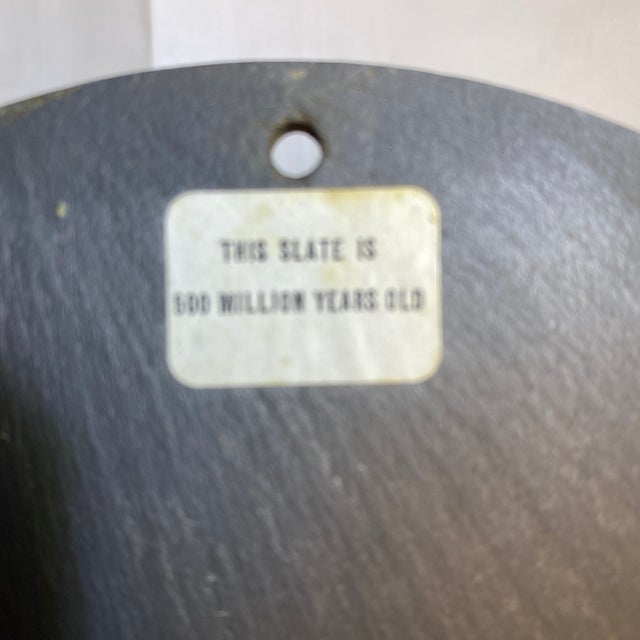 THIS SLATE IS
500 MILLION YEARS OLD